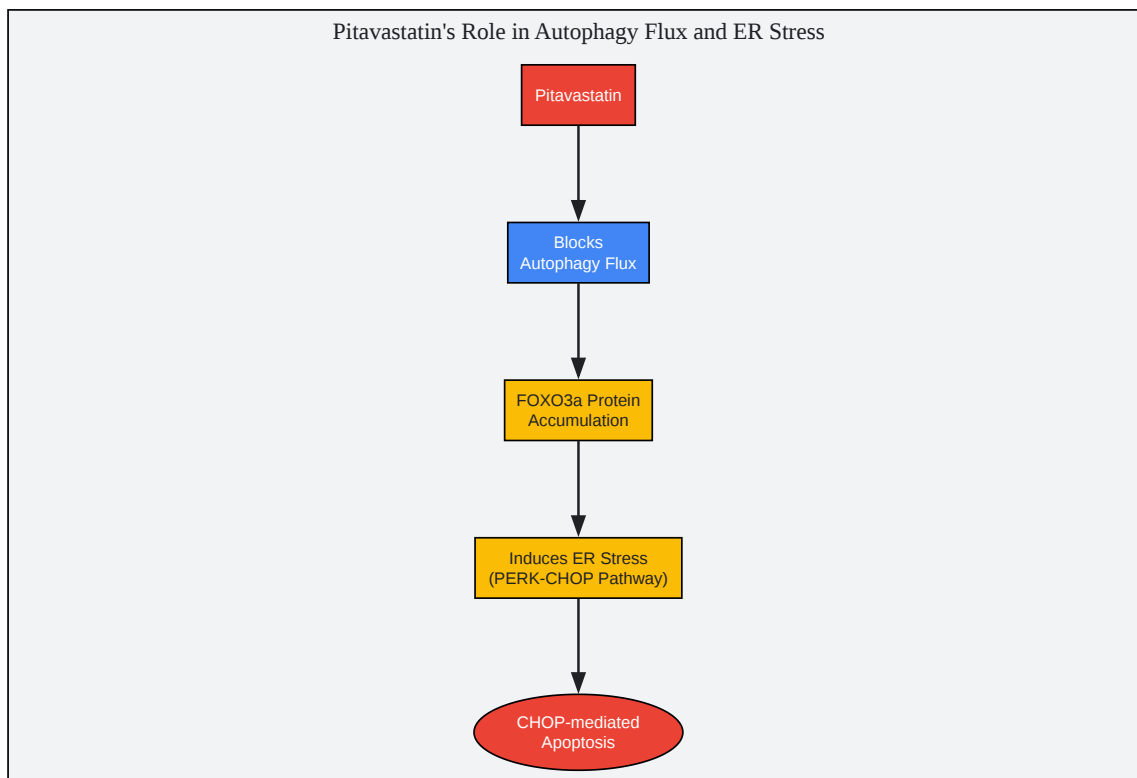 Pitavastatin's Role in Autophagy Flux and ER Stress
Pitavastatin
Blocks
Autophagy Flux
FOXO3a Protein
Accumulation
Induces ER Stress
(PERK-CHOP Pathway)
CHOP-mediated
Apoptosis